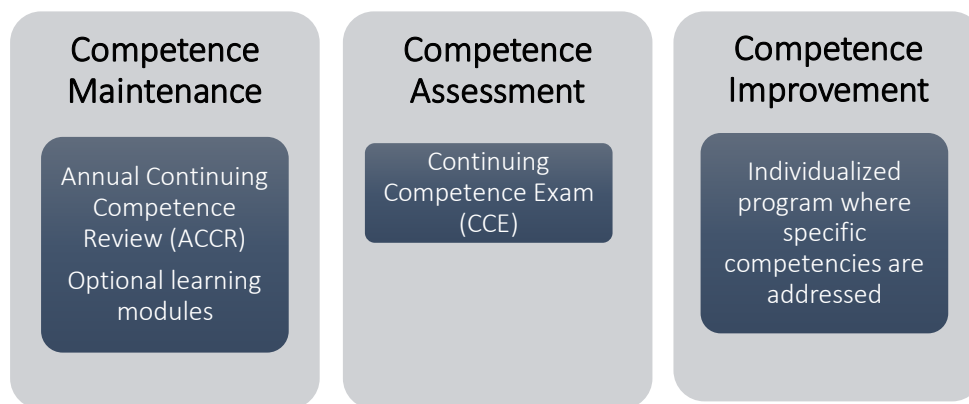 Competence
Maintenance
Annual Continuing
Competence
Review (ACCR)
Optional learning
modules
Competence
Assessment
Continuing
Competence Exam
(CCE)
Competence
Improvement
Individualized
program where
specific
competencies are
addressed